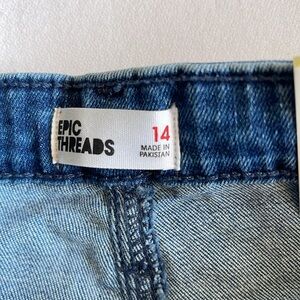 EPIC
THREADS
14
MADE IN
PAKISTAN